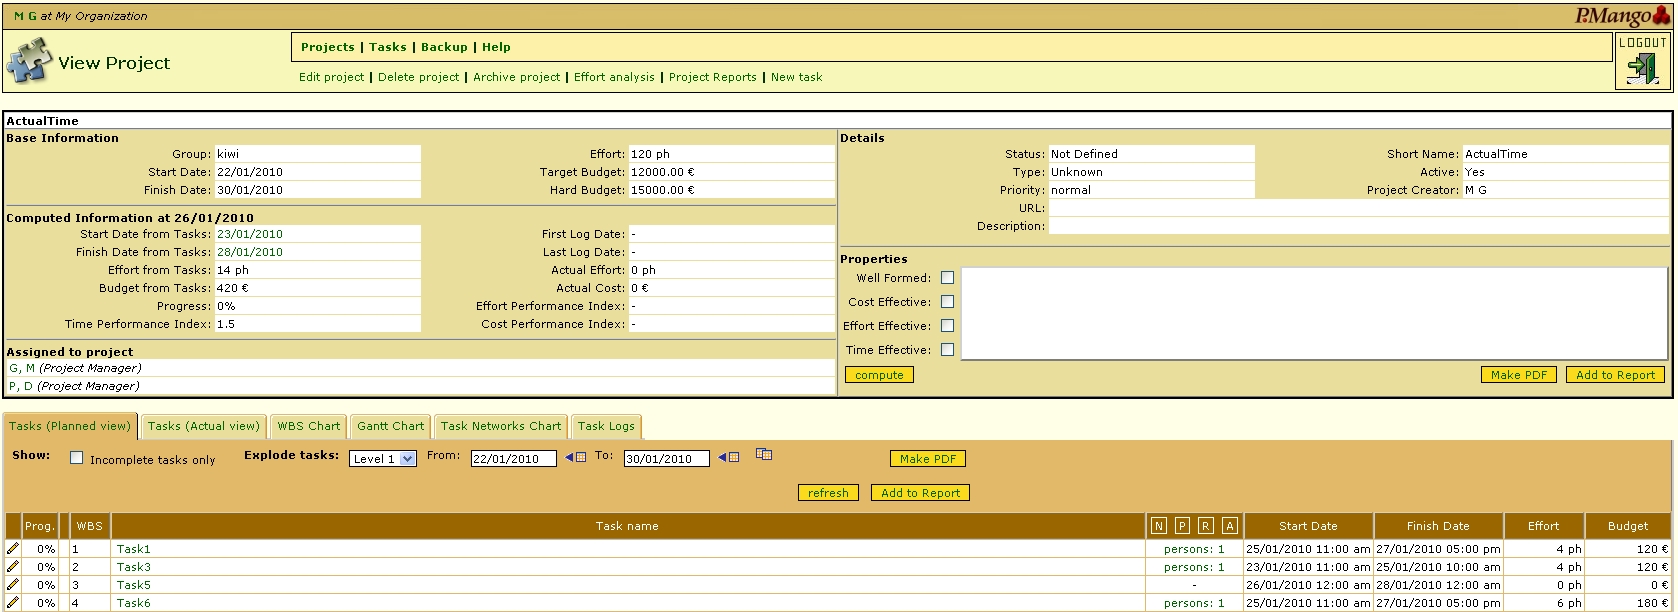 M G at My Organization
P.Mango
View Project
Projects | Tasks | Backup | Help
LOGOUT
Edit project | Delete project | Archive project | Effort analysis | Project Reports | New task
ActualTime
Base Information
Group: kiwi
Effort: 120 ph
Start Date: 22/01/2010
Target Budget: 12000.00 €
Finish Date: 30/01/2010
Hard Budget: 15000.00 €
Computed Information at 26/01/2010
Start Date from Tasks: 23/01/2010
First Log Date: -
Finish Date from Tasks: 28/01/2010
Last Log Date: -
Effort from Tasks: 14 ph
Actual Effort: 0 ph
Budget from Tasks: 420 €
Actual Cost: 0 €
Progress: 0%
Effort Performance Index: -
Time Performance Index: 1.5
Cost Performance Index: -
Assigned to project
G, M (Project Manager)
P, D (Project Manager)
Details
Status: Not Defined
Short Name: ActualTime
Type: Unknown
Active: Yes
Priority: normal
Project Creator: M G
URL:
Description:
Properties
Well Formed:
Cost Effective:
Effort Effective:
Time Effective:
compute
Make PDF
Add to Report
Tasks (Planned view)
Tasks (Actual view)
WBS Chart
Gantt Chart
Task Networks Chart
Task Logs
Show: Incomplete tasks only Explode tasks: Level 1 From: 22/01/2010 To: 30/01/2010 Make PDF
refresh Add to Report
Prog. WBS Task name N P R A Start Date Finish Date Effort Budget
0% 1 Task1 persons: 1 25/01/2010 11:00 am 27/01/2010 05:00 pm 4 ph 120 €
0% 2 Task3 persons: 1 23/01/2010 11:00 am 25/01/2010 10:00 am 4 ph 120 €
0% 3 Task5 - 26/01/2010 12:00 am 28/01/2010 12:00 am 0 ph 0 €
0% 4 Task6 persons: 1 25/01/2010 11:00 am 27/01/2010 05:00 pm 6 ph 180 €